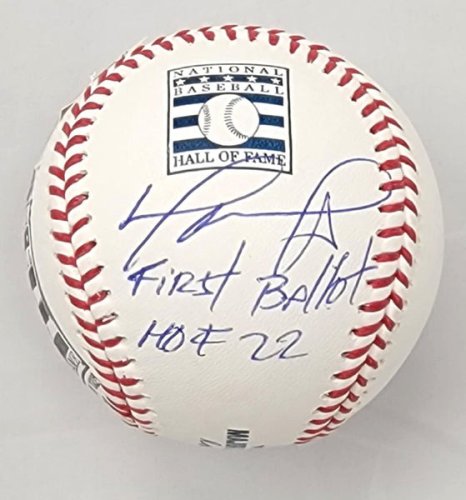 NATIONAL
BASEBALL
HALL OF FAME
First Ballot
HOF 22